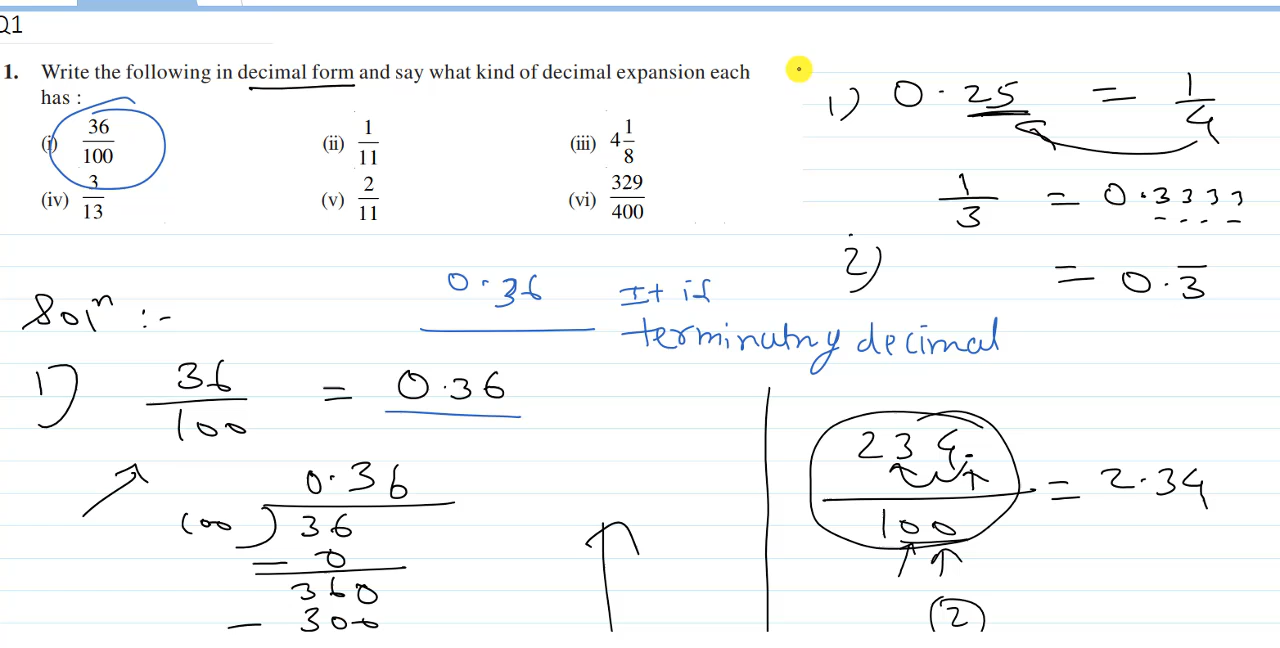 Q1
1. Write the following in decimal form and say what kind of decimal expansion each
has :
(i) 36/100 (ii) 1/11 (iii) 4 1/8
(iv) 3/13 (v) 2/11 (vi) 329/400
1) 0.25 = 1/4
1/3 = 0.3333
2) = 0.3̅
Solⁿ :-
0.36 It is
terminatny decimal
1) 36/100 = 0.36
0.36
100 ) 36
- 0
360
- 300
234/100 = 2.34
(2)